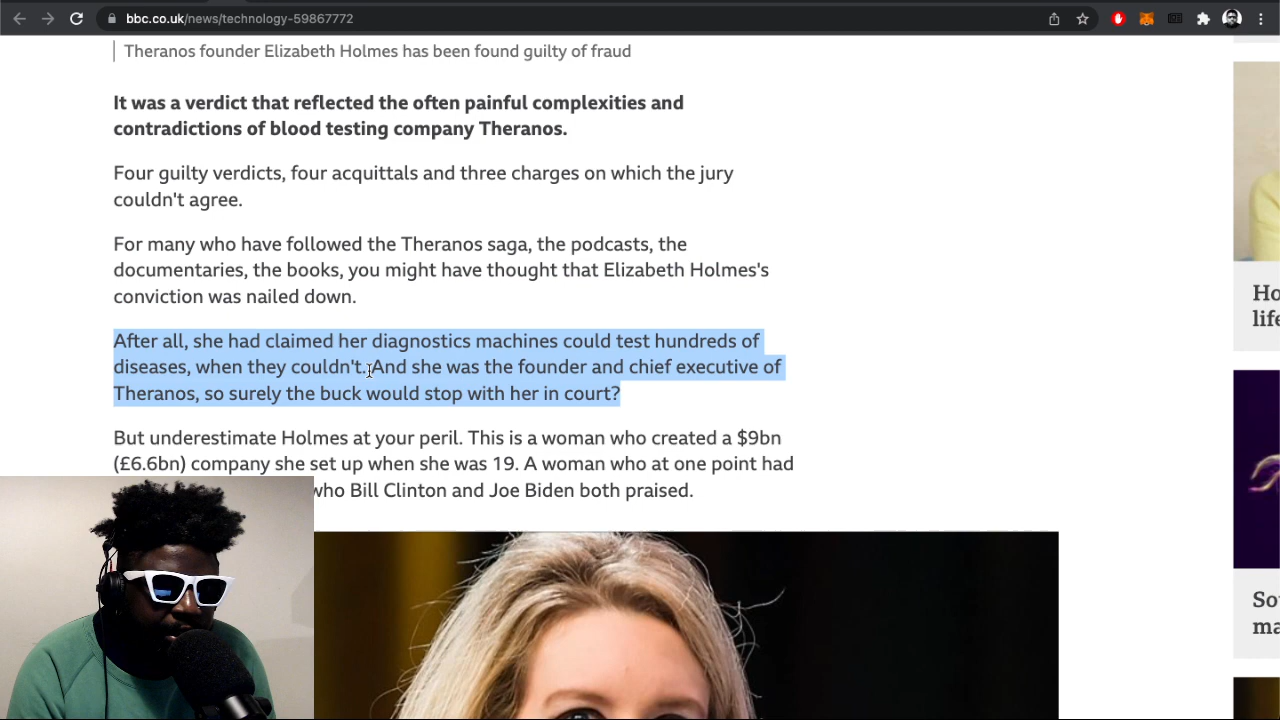 bbc.co.uk/news/technology-59867772
Theranos founder Elizabeth Holmes has been found guilty of fraud
It was a verdict that reflected the often painful complexities and
contradictions of blood testing company Theranos.
Four guilty verdicts, four acquittals and three charges on which the jury
couldn't agree.
For many who have followed the Theranos saga, the podcasts, the
documentaries, the books, you might have thought that Elizabeth Holmes's
conviction was nailed down.
After all, she had claimed her diagnostics machines could test hundreds of
diseases, when they couldn't. And she was the founder and chief executive of
Theranos, so surely the buck would stop with her in court?
But underestimate Holmes at your peril. This is a woman who created a $9bn
(£6.6bn) company she set up when she was 19. A woman who at one point had
who Bill Clinton and Joe Biden both praised.
Ho
life
So
ma